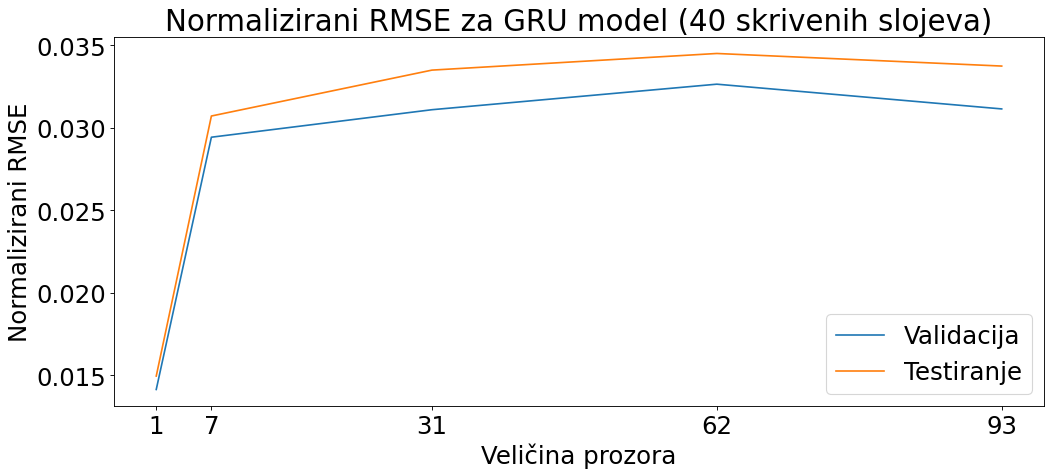 Normalizirani RMSE za GRU model (40 skrivenih slojeva)
Normalizirani RMSE
0.035
0.030
0.025
0.020
0.015
Validacija
Testiranje
1 7 31 62 93
Veličina prozora